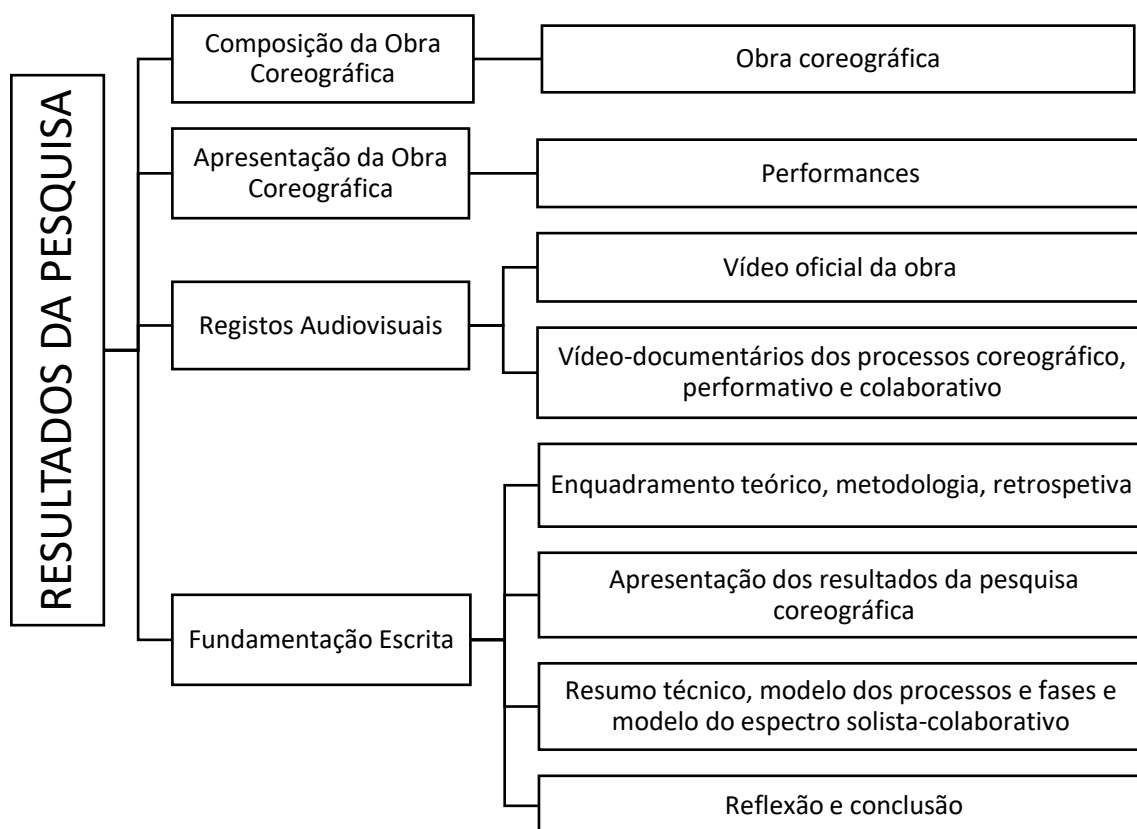 RESULTADOS DA PESQUISA
Composição da Obra
Coreográfica
Obra coreográfica
Apresentação da Obra
Coreográfica
Performances
Registos Audiovisuais
Vídeo oficial da obra
Vídeo-documentários dos processos coreográfico,
performativo e colaborativo
Fundamentação Escrita
Enquadramento teórico, metodologia, retrospetiva
Apresentação dos resultados da pesquisa
coreográfica
Resumo técnico, modelo dos processos e fases e
modelo do espectro solista-colaborativo
Reflexão e conclusão